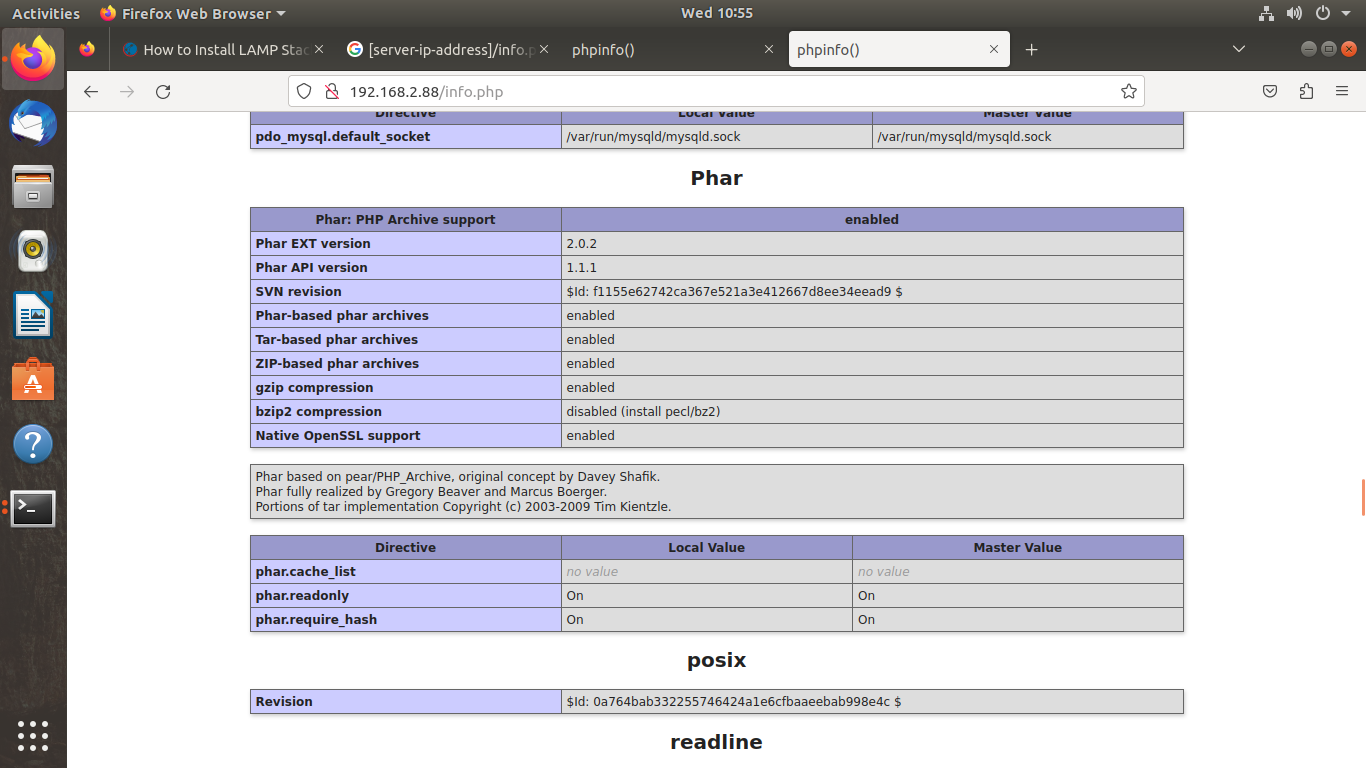 Activities Firefox Web Browser Wed 10:55
How to Install LAMP Stac [server-ip-address]/info.p phpinfo() phpinfo()
192.168.2.88/info.php
Directive Local Value Master Value
pdo_mysql.default_socket /var/run/mysqld/mysqld.sock /var/run/mysqld/mysqld.sock
Phar
Phar: PHP Archive support enabled
Phar EXT version 2.0.2
Phar API version 1.1.1
SVN revision $Id: f1155e62742ca367e521a3e412667d8ee34eead9 $
Phar-based phar archives enabled
Tar-based phar archives enabled
ZIP-based phar archives enabled
gzip compression enabled
bzip2 compression disabled (install pecl/bz2)
Native OpenSSL support enabled
Phar based on pear/PHP_Archive, original concept by Davey Shafik.
Phar fully realized by Gregory Beaver and Marcus Boerger.
Portions of tar implementation Copyright (c) 2003-2009 Tim Kientzle.
Directive Local Value Master Value
phar.cache_list no value no value
phar.readonly On On
phar.require_hash On On
posix
Revision $Id: 0a764bab332255746424a1e6cfbaaeebab998e4c $
readline